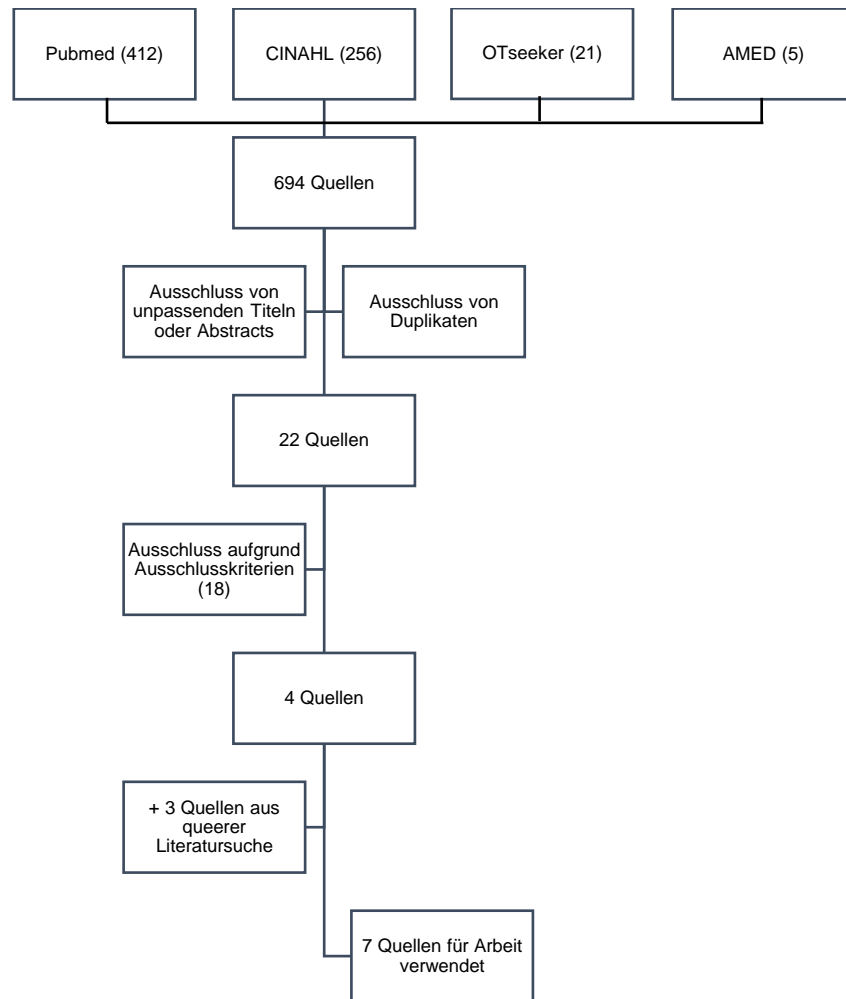 Pubmed (412)
CINAHL (256)
OTseeker (21)
AMED (5)
694 Quellen
Ausschluss von
unpassenden Titeln
oder Abstracts
Ausschluss von
Duplikaten
22 Quellen
Ausschluss aufgrund
Ausschlusskriterien
(18)
4 Quellen
+ 3 Quellen aus
queerer
Literatursuche
7 Quellen für Arbeit
verwendet